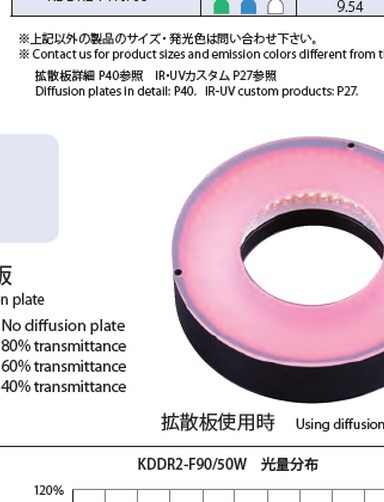 9.54
※上記以外の製品のサイズ・発光色は問い合わせ下さい。
※ Contact us for product sizes and emission colors different from t
拡散板詳細 P40参照　IR・UVカスタム P27参照
Diffusion plates in detail: P40.   IR-UV custom products: P27.
板
n plate
No diffusion plate
80% transmittance
60% transmittance
40% transmittance
拡散板使用時　Using diffusion
KDDR2-F90/50W　光量分布
120%